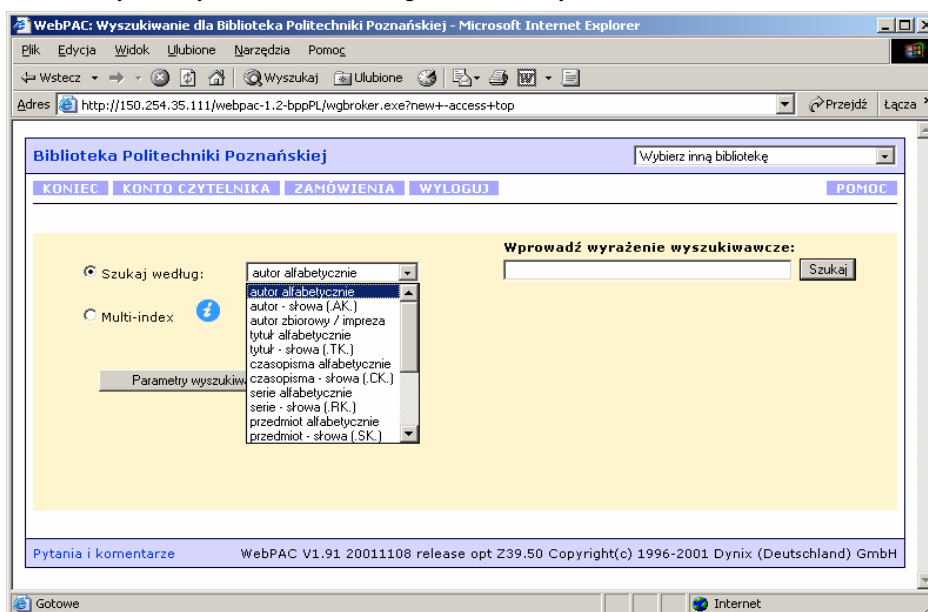 WebPAC: Wyszukiwanie dla Biblioteka Politechniki Poznańskiej - Microsoft Internet Explorer
Plik Edycja Widok Ulubione Narzędzia Pomoc
Wstecz Wyszukaj Ulubione
Adres http://150.254.35.111/webpac-1.2-bppPL/wgbroker.exe?new+-access+top Przejdź Łącza
Biblioteka Politechniki Poznańskiej Wybierz inną bibliotekę
KONIEC KONTO CZYTELNIKA ZAMÓWIENIA WYLOGUJ POMOC
Wprowadź wyrażenie wyszukiwawcze:
Szukaj według: autor alfabetycznie Szukaj
autor alfabetycznie
autor - słowa (.AK.)
Multi-index autor zbiorowy / impreza
tytuł alfabetycznie
tytuł - słowa (.TK.)
czasopisma alfabetycznie
Parametry wyszukiw czasopisma - słowa (.CK.)
serie alfabetycznie
serie - słowa (.RK.)
przedmiot alfabetycznie
przedmiot - słowa (.SK.)
Pytania i komentarze WebPAC V1.91 20011108 release opt Z39.50 Copyright(c) 1996-2001 Dynix (Deutschland) GmbH
Gotowe Internet